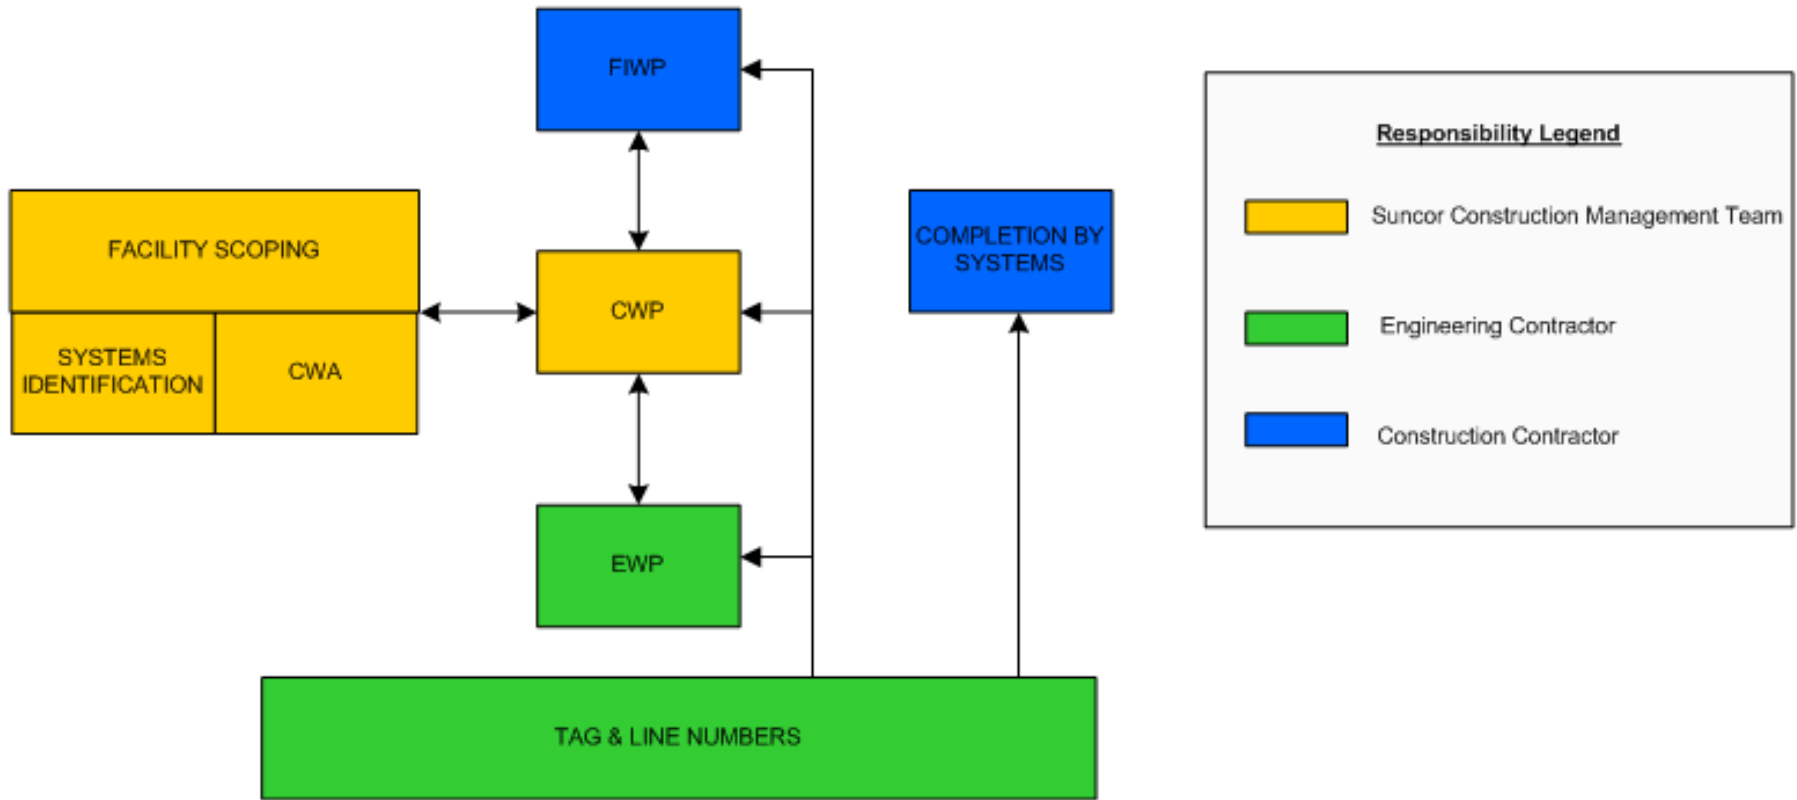 FIWP
FACILITY SCOPING
SYSTEMS
IDENTIFICATION
CWA
CWP
COMPLETION BY
SYSTEMS
EWP
TAG & LINE NUMBERS
Responsibility Legend
Suncor Construction Management Team
Engineering Contractor
Construction Contractor